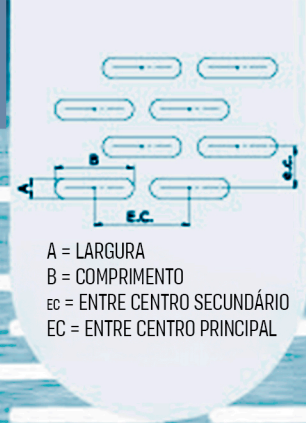 B
A
e.c.
E.C.
A = LARGURA
B = COMPRIMENTO
EC = ENTRE CENTRO SECUNDÁRIO
EC = ENTRE CENTRO PRINCIPAL